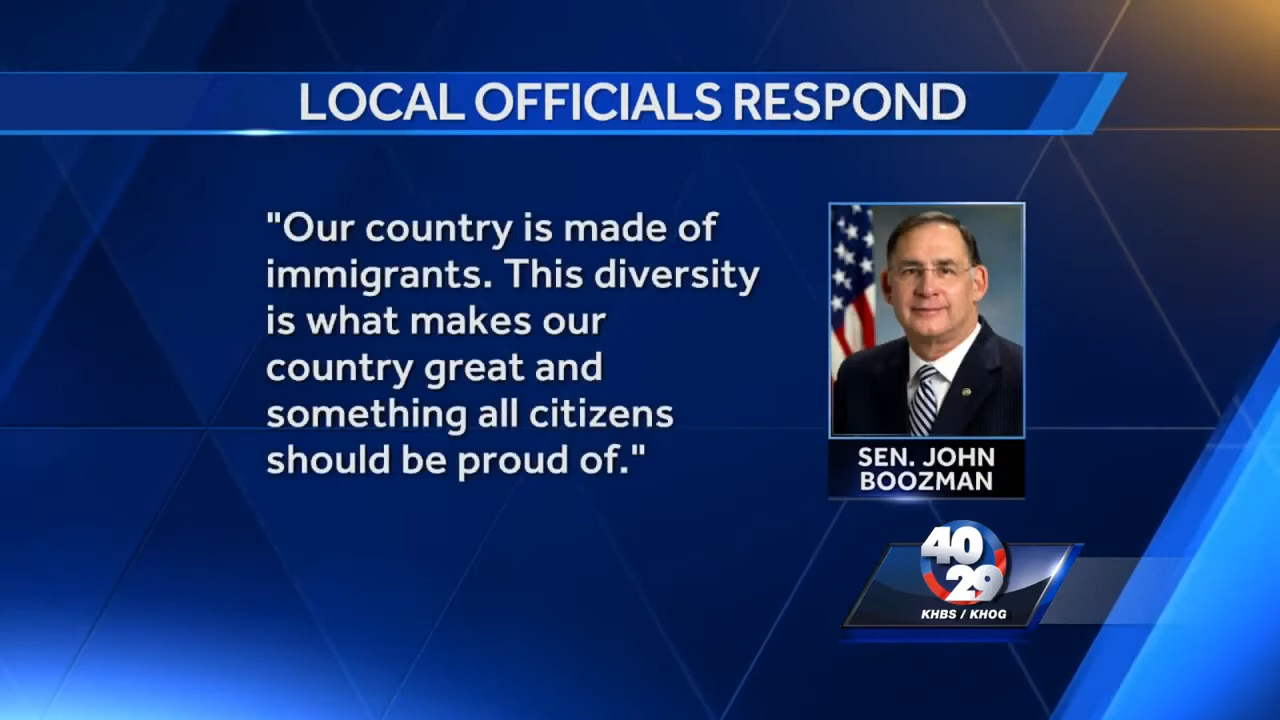 LOCAL OFFICIALS RESPOND
"Our country is made of
immigrants. This diversity
is what makes our
country great and
something all citizens
should be proud of."
SEN. JOHN
BOOZMAN
40
29
KHBS / KHOG